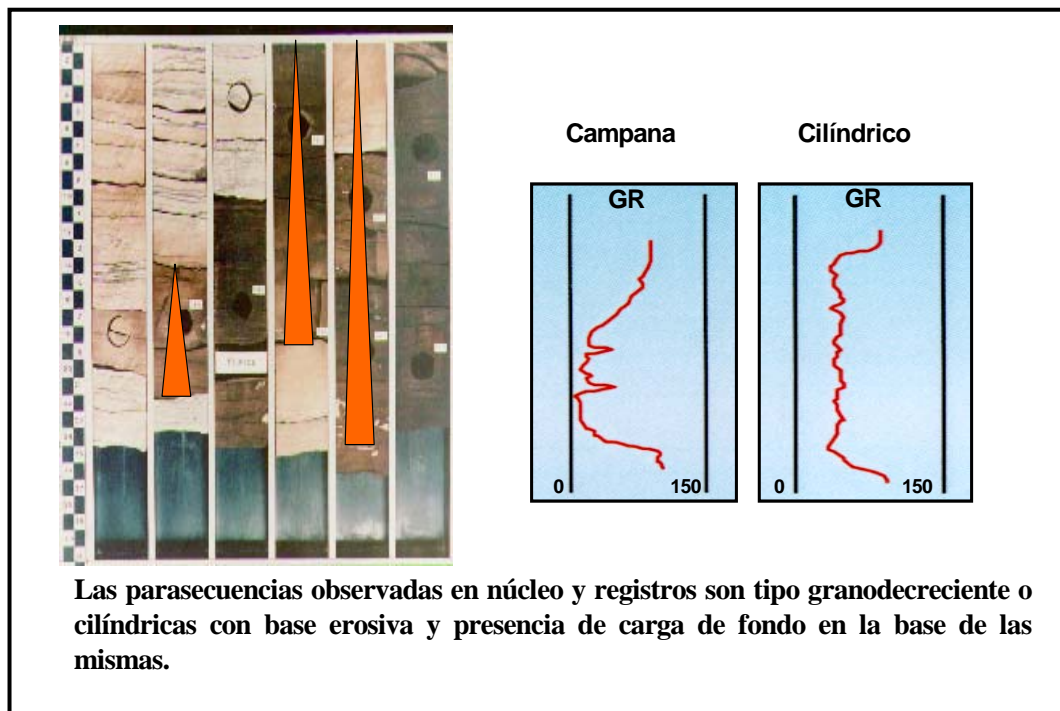 Campana
Cilíndrico
GR
0
150
GR
0
150
Las parasecuencias observadas en núcleo y registros son tipo granodecreciente o
cilíndricas con base erosiva y presencia de carga de fondo en la base de las
mismas.